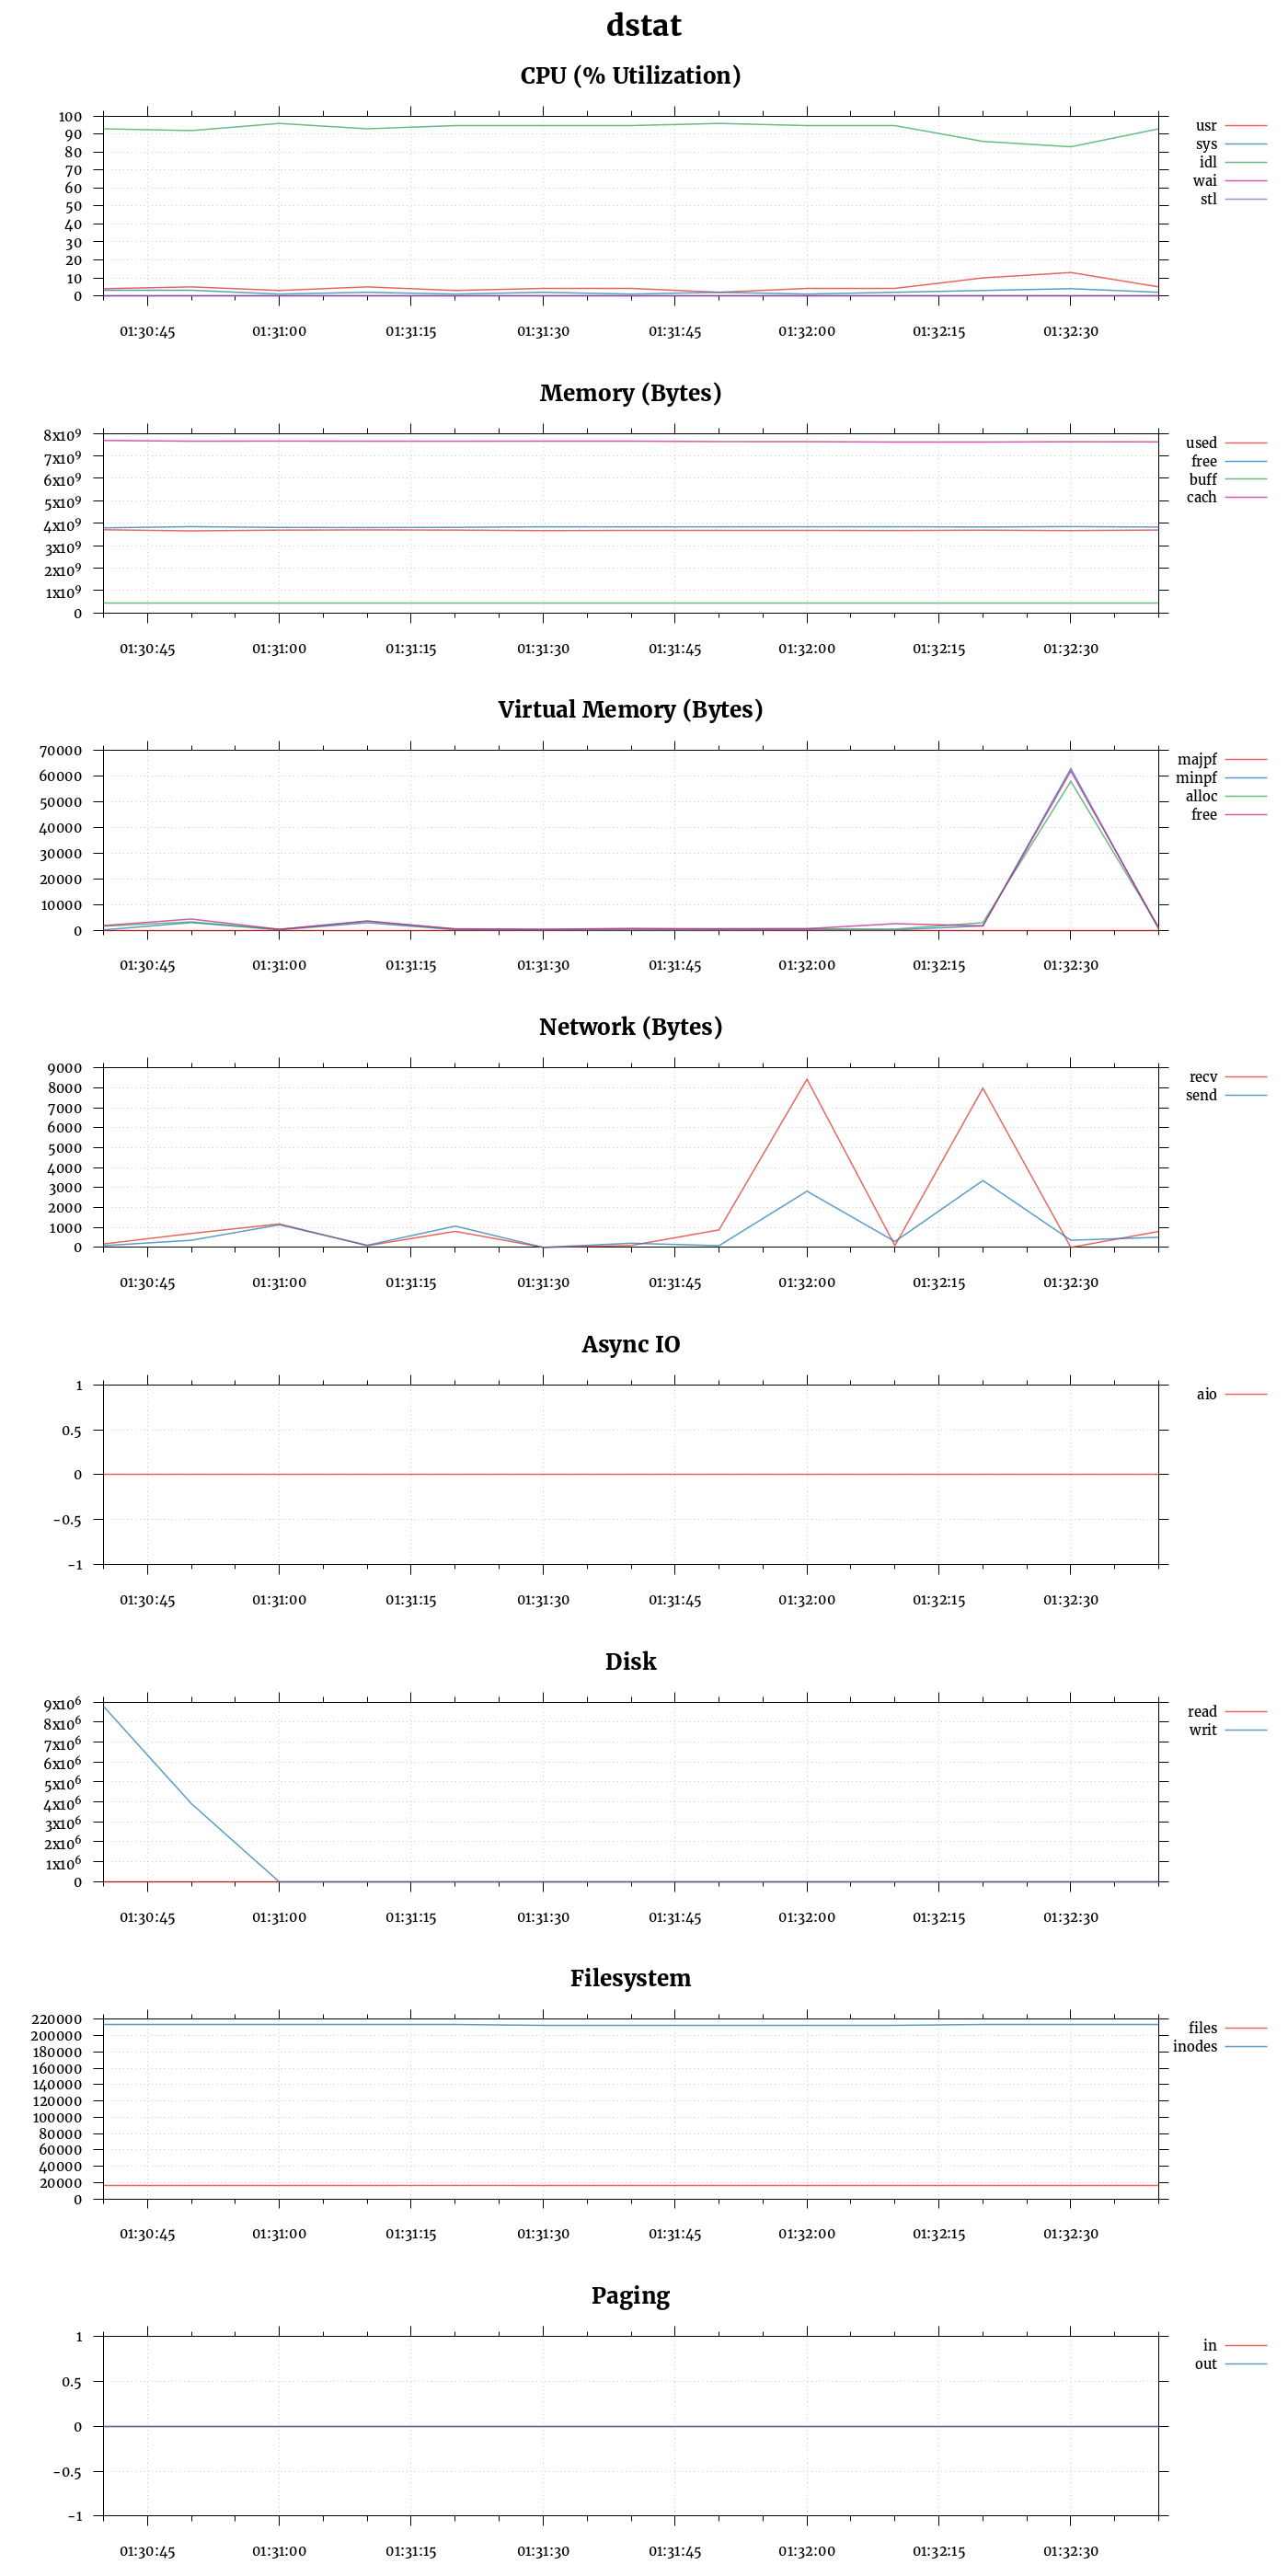 dstat
CPU (% Utilization)
100
90
80
70
60
50
40
30
20
10
0
usr
sys
idl
wai
stl
01:30:45 01:31:00 01:31:15 01:31:30 01:31:45 01:32:00 01:32:15 01:32:30
Memory (Bytes)
8x10⁹
7x10⁹
6x10⁹
5x10⁹
4x10⁹
3x10⁹
2x10⁹
1x10⁹
0
used
free
buff
cach
01:30:45 01:31:00 01:31:15 01:31:30 01:31:45 01:32:00 01:32:15 01:32:30
Virtual Memory (Bytes)
70000
60000
50000
40000
30000
20000
10000
0
majpf
minpf
alloc
free
01:30:45 01:31:00 01:31:15 01:31:30 01:31:45 01:32:00 01:32:15 01:32:30
Network (Bytes)
9000
8000
7000
6000
5000
4000
3000
2000
1000
0
recv
send
01:30:45 01:31:00 01:31:15 01:31:30 01:31:45 01:32:00 01:32:15 01:32:30
Async IO
1
0.5
0
-0.5
-1
aio
01:30:45 01:31:00 01:31:15 01:31:30 01:31:45 01:32:00 01:32:15 01:32:30
Disk
9x10⁶
8x10⁶
7x10⁶
6x10⁶
5x10⁶
4x10⁶
3x10⁶
2x10⁶
1x10⁶
0
read
writ
01:30:45 01:31:00 01:31:15 01:31:30 01:31:45 01:32:00 01:32:15 01:32:30
Filesystem
220000
200000
180000
160000
140000
120000
100000
80000
60000
40000
20000
0
files
inodes
01:30:45 01:31:00 01:31:15 01:31:30 01:31:45 01:32:00 01:32:15 01:32:30
Paging
1
0.5
0
-0.5
-1
in
out
01:30:45 01:31:00 01:31:15 01:31:30 01:31:45 01:32:00 01:32:15 01:32:30